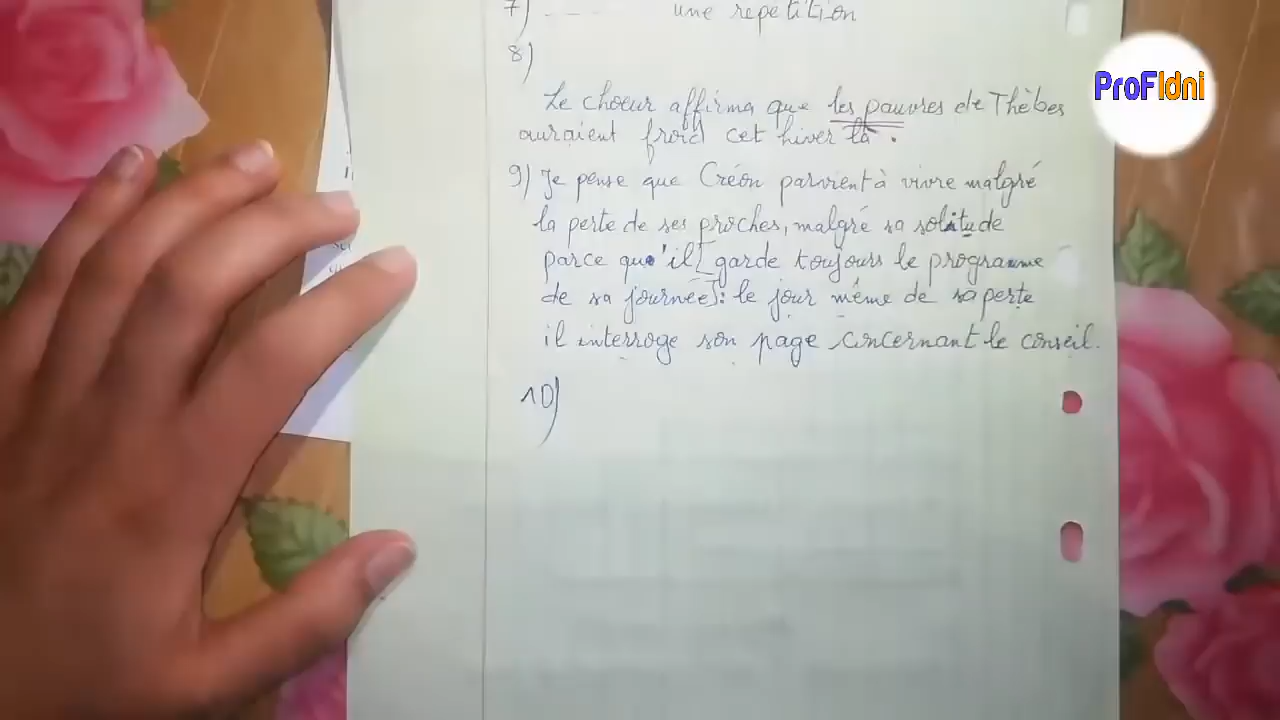 7) ---- une repetition
8)
Le choeur affirma que les pauvres de Thèbes
auraient froid cet hiver là.
9) Je pense que Créon parvient à vivre malgré
la perte de ses proches, malgré sa solitude
parce qu'il [garde toujours le programme
de sa journée]: le jour même de sa perte
il interroge son page concernant le conseil.
10)
ProFIdni